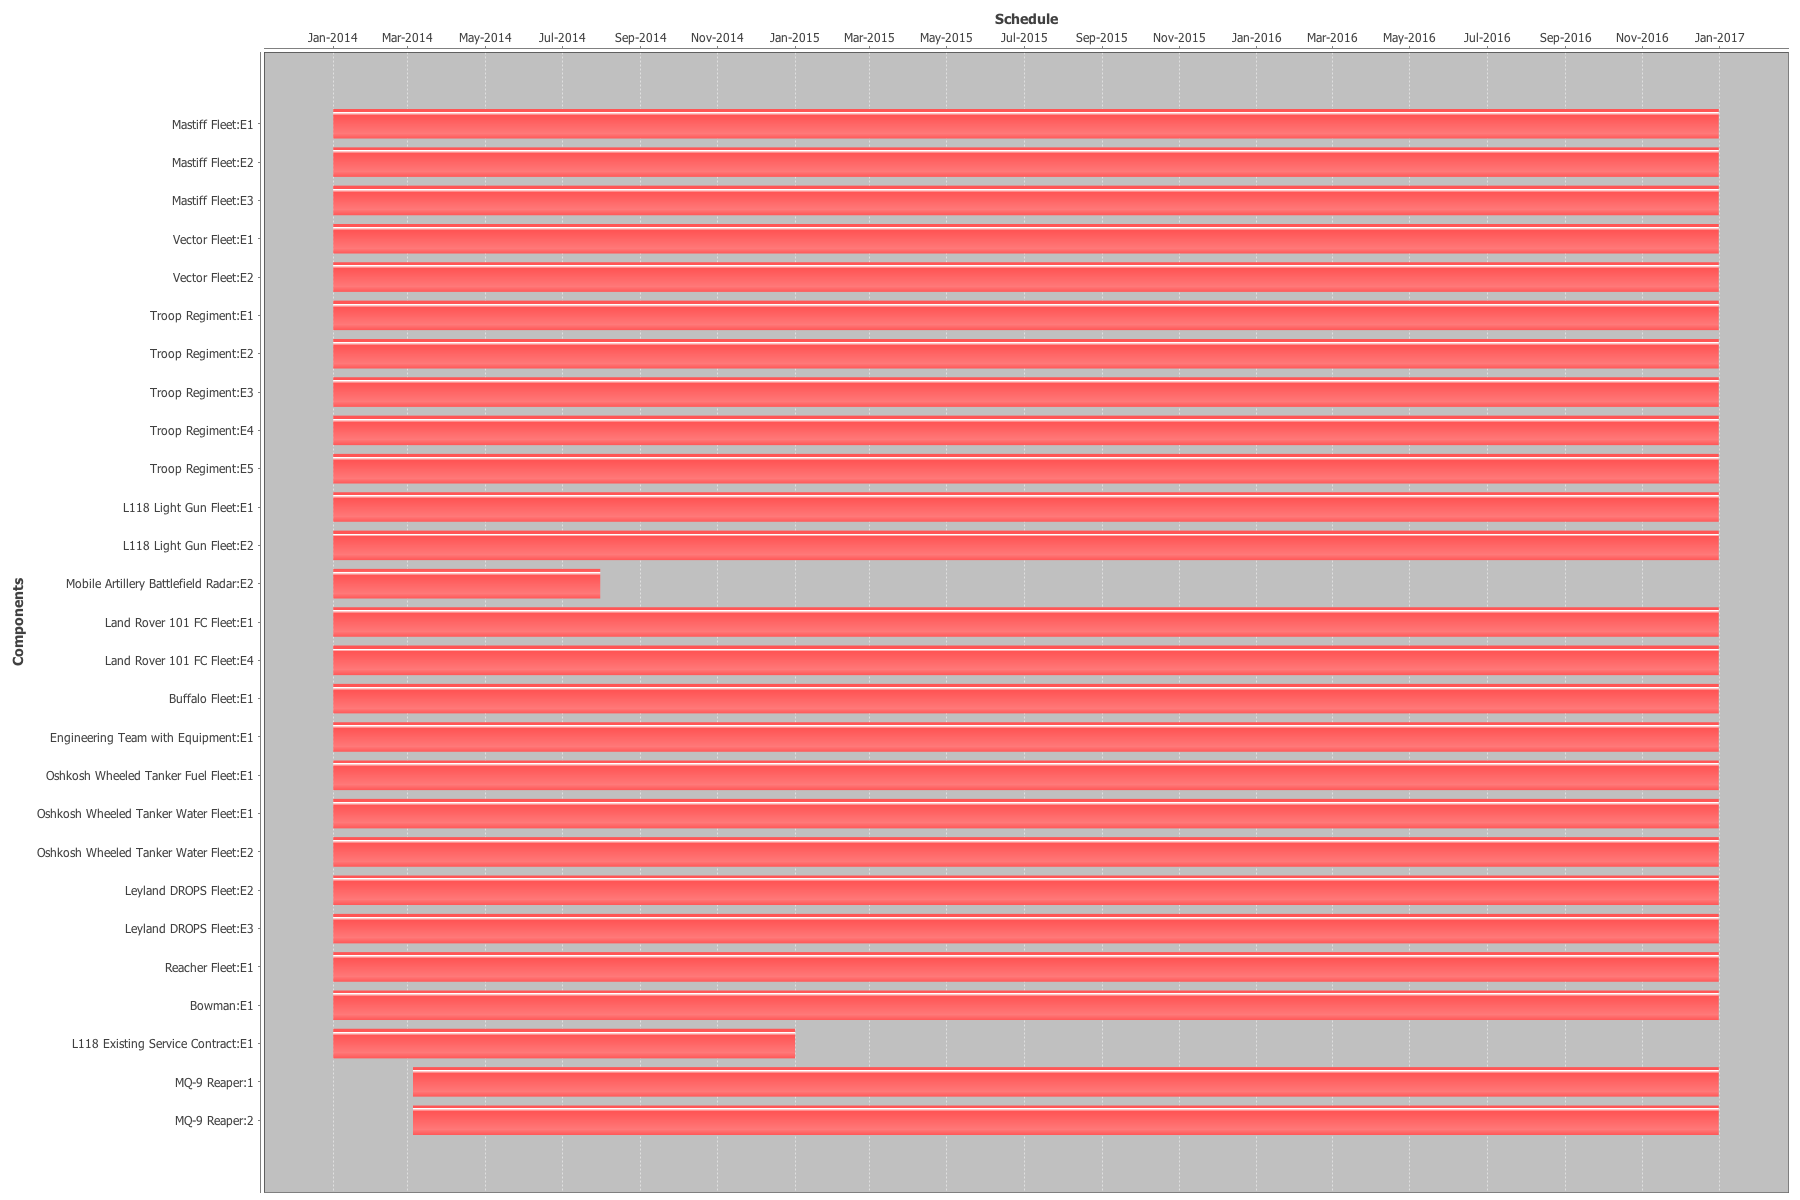 Schedule
Jan-2014 Mar-2014 May-2014 Jul-2014 Sep-2014 Nov-2014 Jan-2015 Mar-2015 May-2015 Jul-2015 Sep-2015 Nov-2015 Jan-2016 Mar-2016 May-2016 Jul-2016 Sep-2016 Nov-2016 Jan-2017
Components
Mastiff Fleet:E1
Mastiff Fleet:E2
Mastiff Fleet:E3
Vector Fleet:E1
Vector Fleet:E2
Troop Regiment:E1
Troop Regiment:E2
Troop Regiment:E3
Troop Regiment:E4
Troop Regiment:E5
L118 Light Gun Fleet:E1
L118 Light Gun Fleet:E2
Mobile Artillery Battlefield Radar:E2
Land Rover 101 FC Fleet:E1
Land Rover 101 FC Fleet:E4
Buffalo Fleet:E1
Engineering Team with Equipment:E1
Oshkosh Wheeled Tanker Fuel Fleet:E1
Oshkosh Wheeled Tanker Water Fleet:E1
Oshkosh Wheeled Tanker Water Fleet:E2
Leyland DROPS Fleet:E2
Leyland DROPS Fleet:E3
Reacher Fleet:E1
Bowman:E1
L118 Existing Service Contract:E1
MQ-9 Reaper:1
MQ-9 Reaper:2